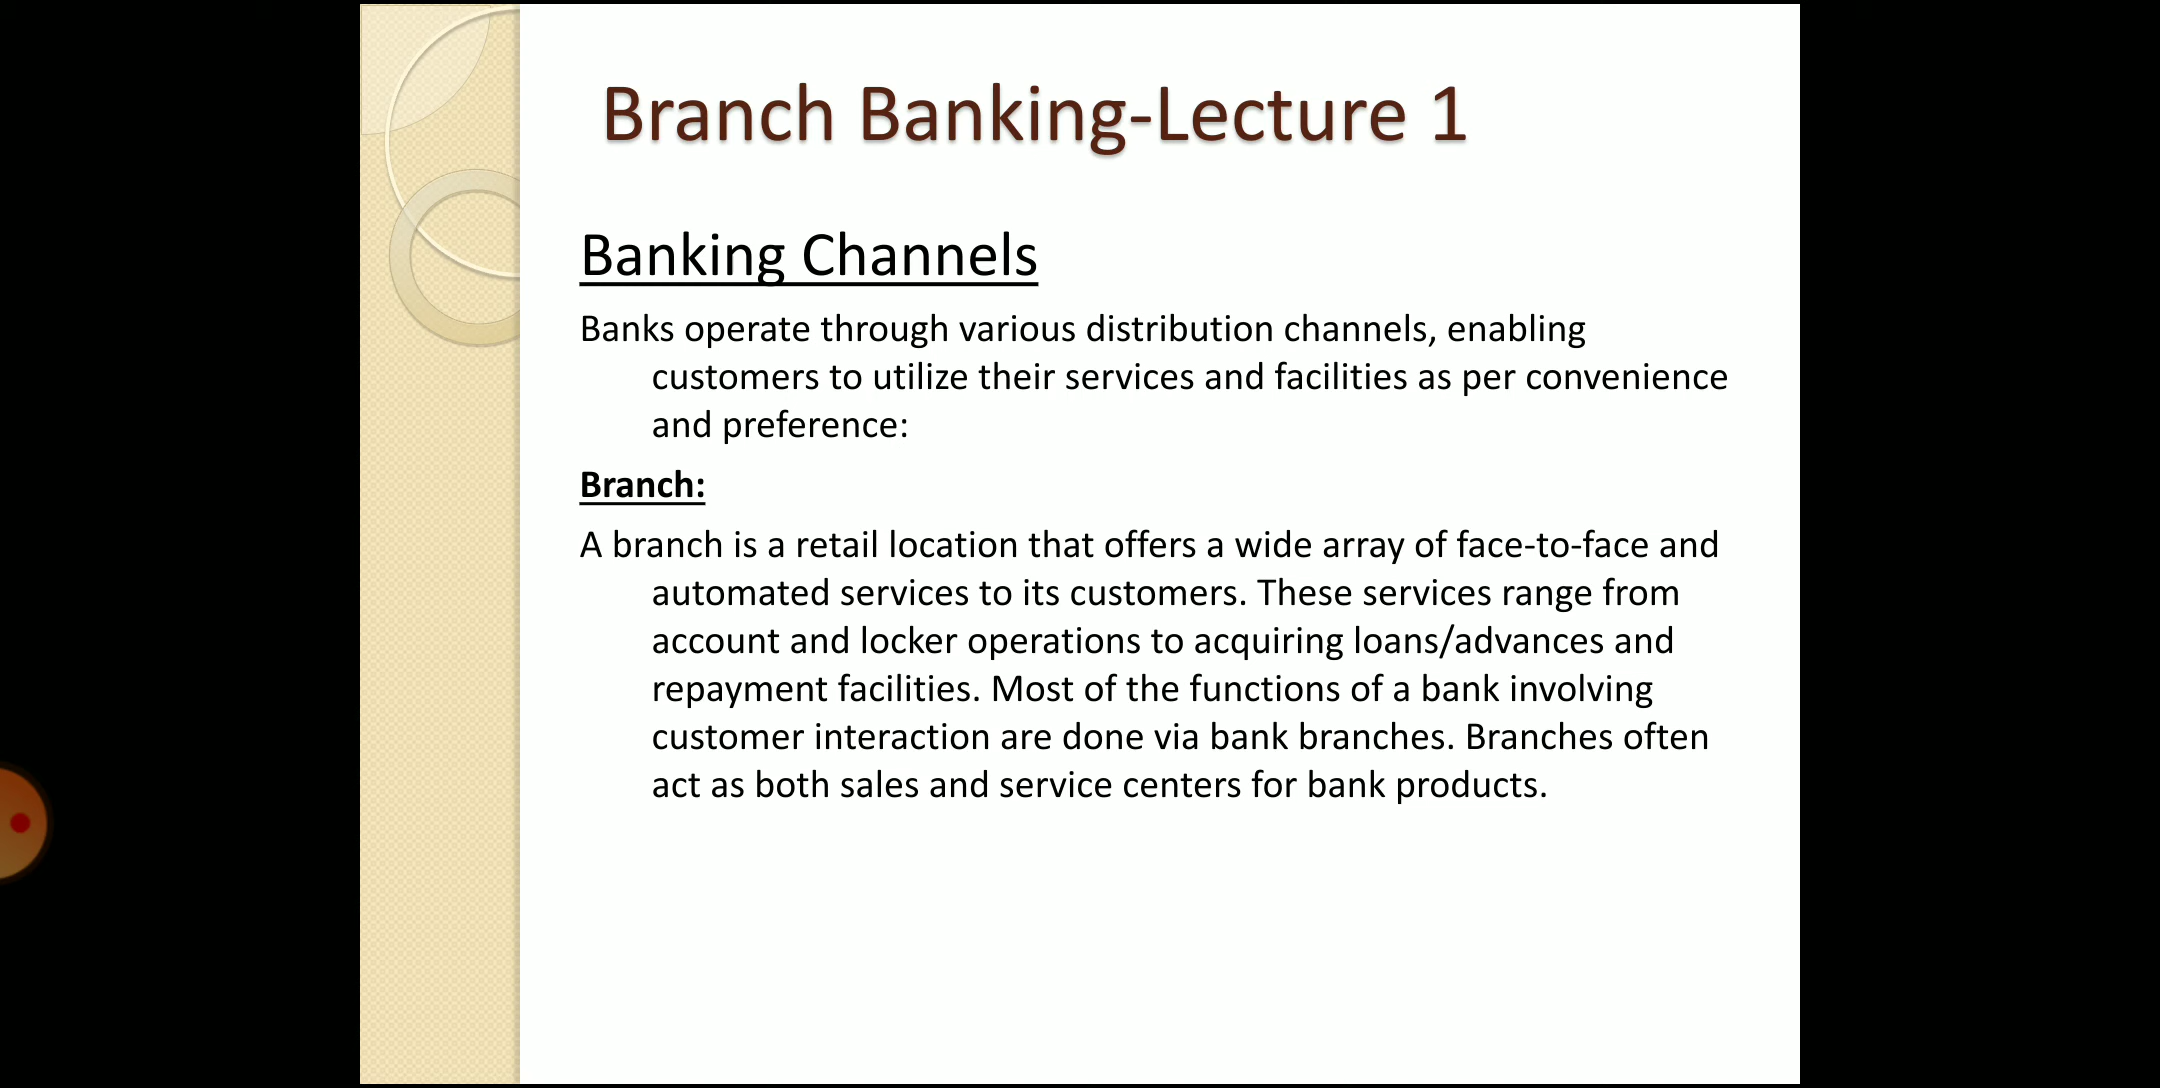 Branch Banking-Lecture 1
Banking Channels
Banks operate through various distribution channels, enabling
customers to utilize their services and facilities as per convenience
and preference:
Branch:
A branch is a retail location that offers a wide array of face-to-face and
automated services to its customers. These services range from
account and locker operations to acquiring loans/advances and
repayment facilities. Most of the functions of a bank involving
customer interaction are done via bank branches. Branches often
act as both sales and service centers for bank products.